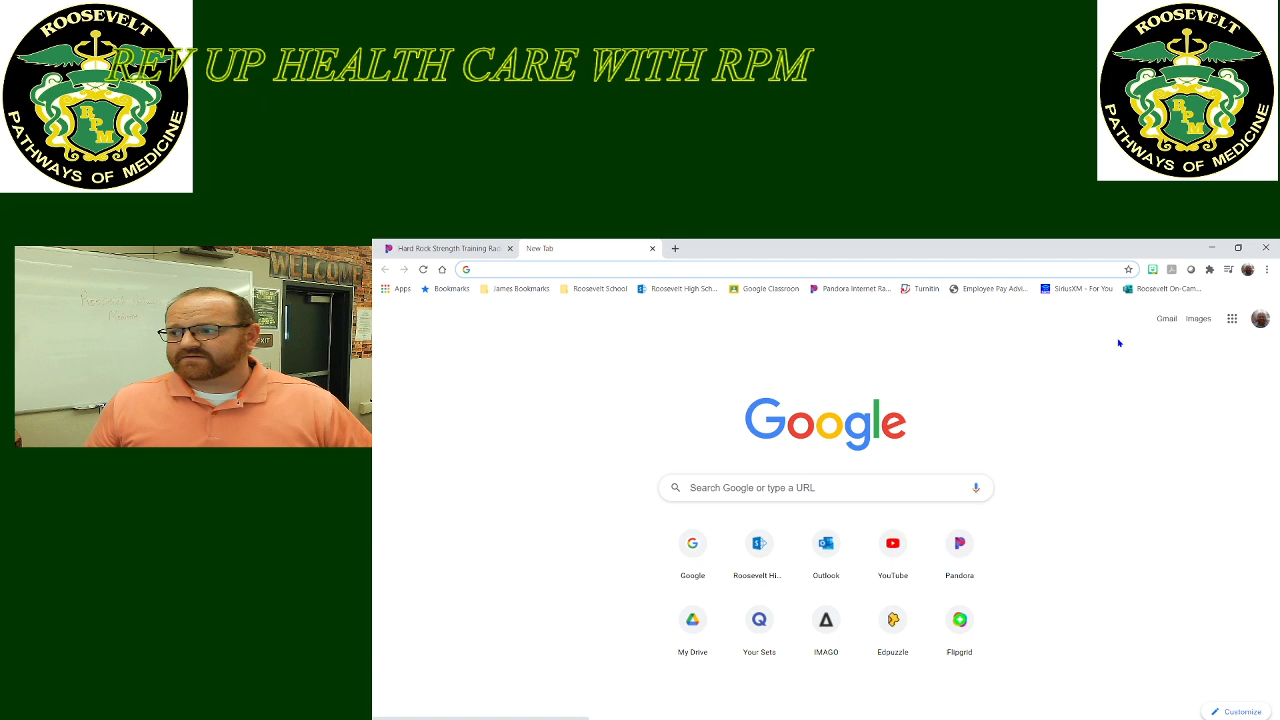 ROOSEVELT
RPM
PATHWAYS OF MEDICINE
REV UP HEALTH CARE WITH RPM
ROOSEVELT
RPM
PATHWAYS OF MEDICINE
WELCOME
EXIT
Hard Rock Strength Training Rad
New Tab
Apps
Bookmarks
James Bookmarks
Roosevelt School
Roosevelt High Sch...
Google Classroon
Pandora Internet Ra...
Turnitin
Employee Pay Advi...
SiriusXM - For You
Roosevelt On-Cam...
Gmail Images
Google
Search Google or type a URL
Google
Roosevelt Hi...
Outlook
YouTube
Pandora
My Drive
Your Sets
IMAGO
Edpuzzle
Flipgrid
Customize